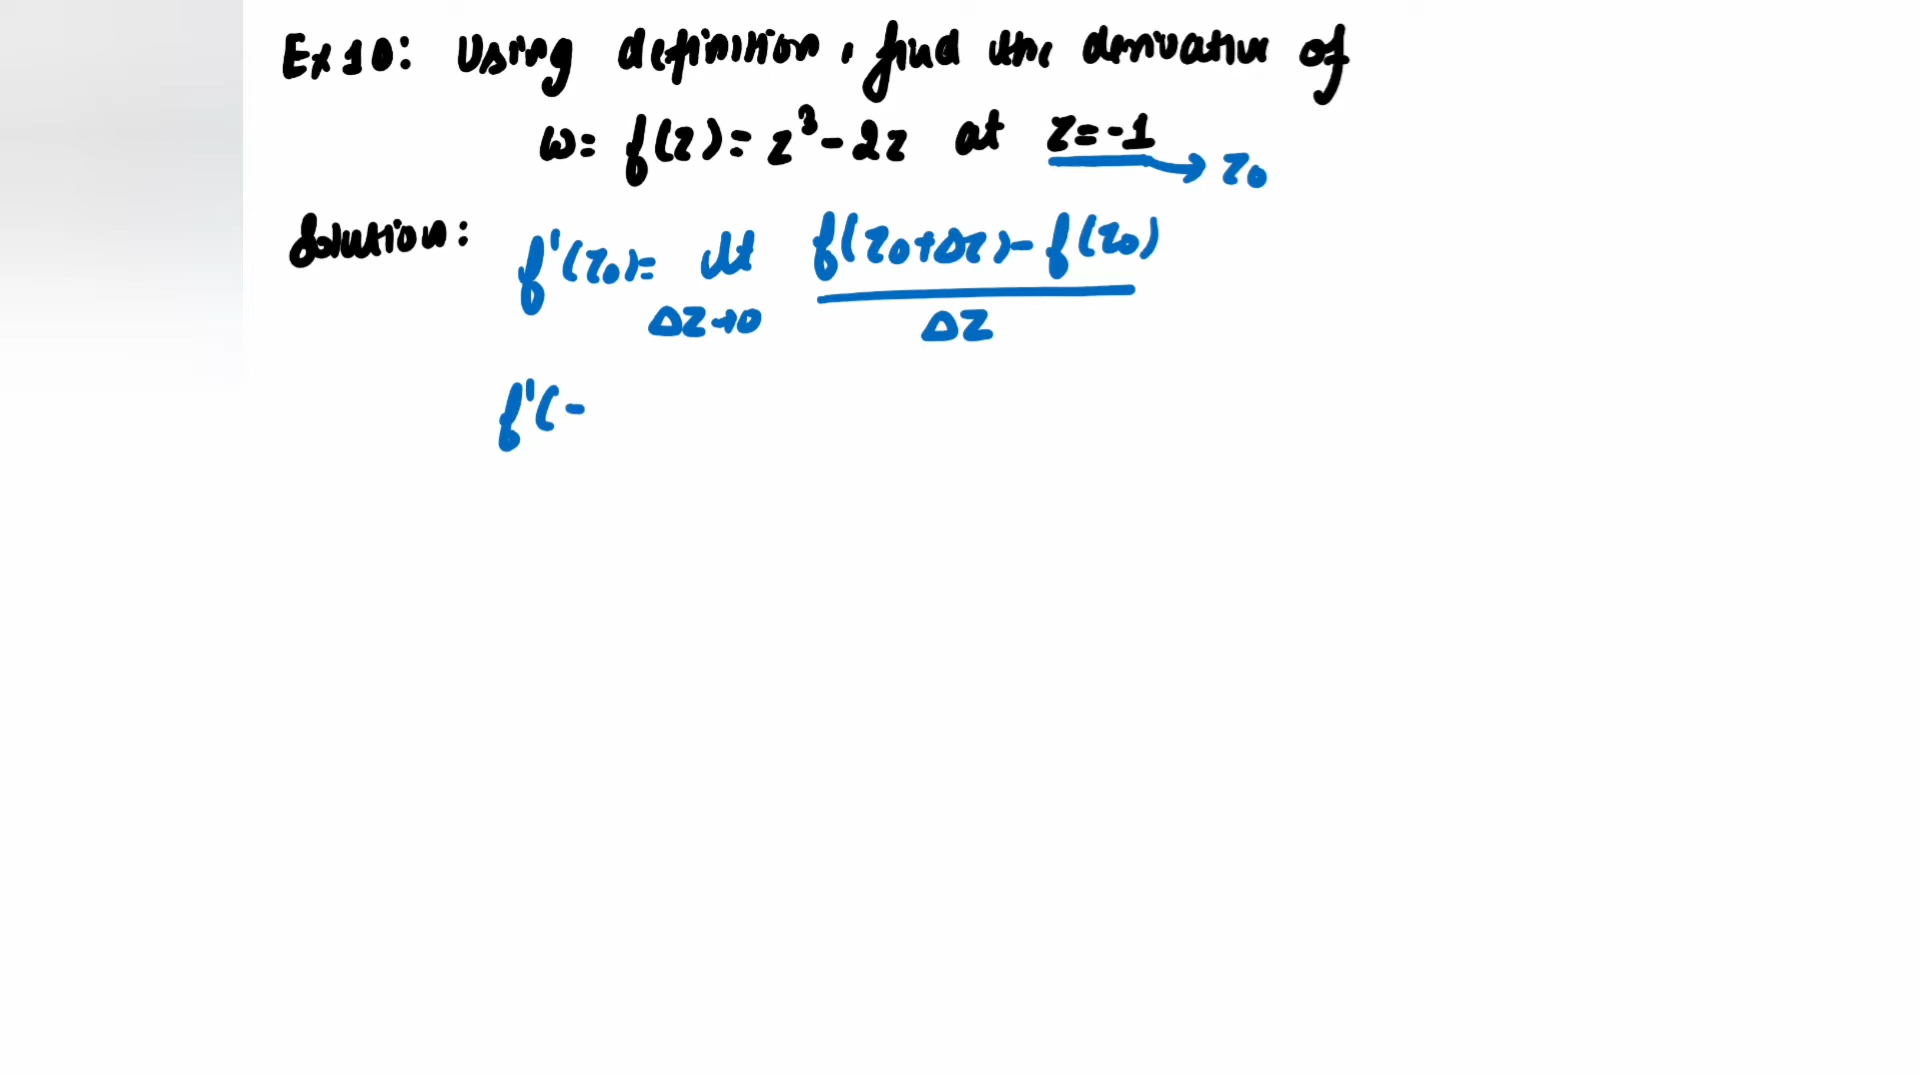 Ex 10: Using definition, find the derivative of
w = f(z) = z³ - 2z at z = -1 → z₀
Solution: f'(z₀) = lt Δz→0 f(z₀+Δz) - f(z₀) / Δz
f'(-